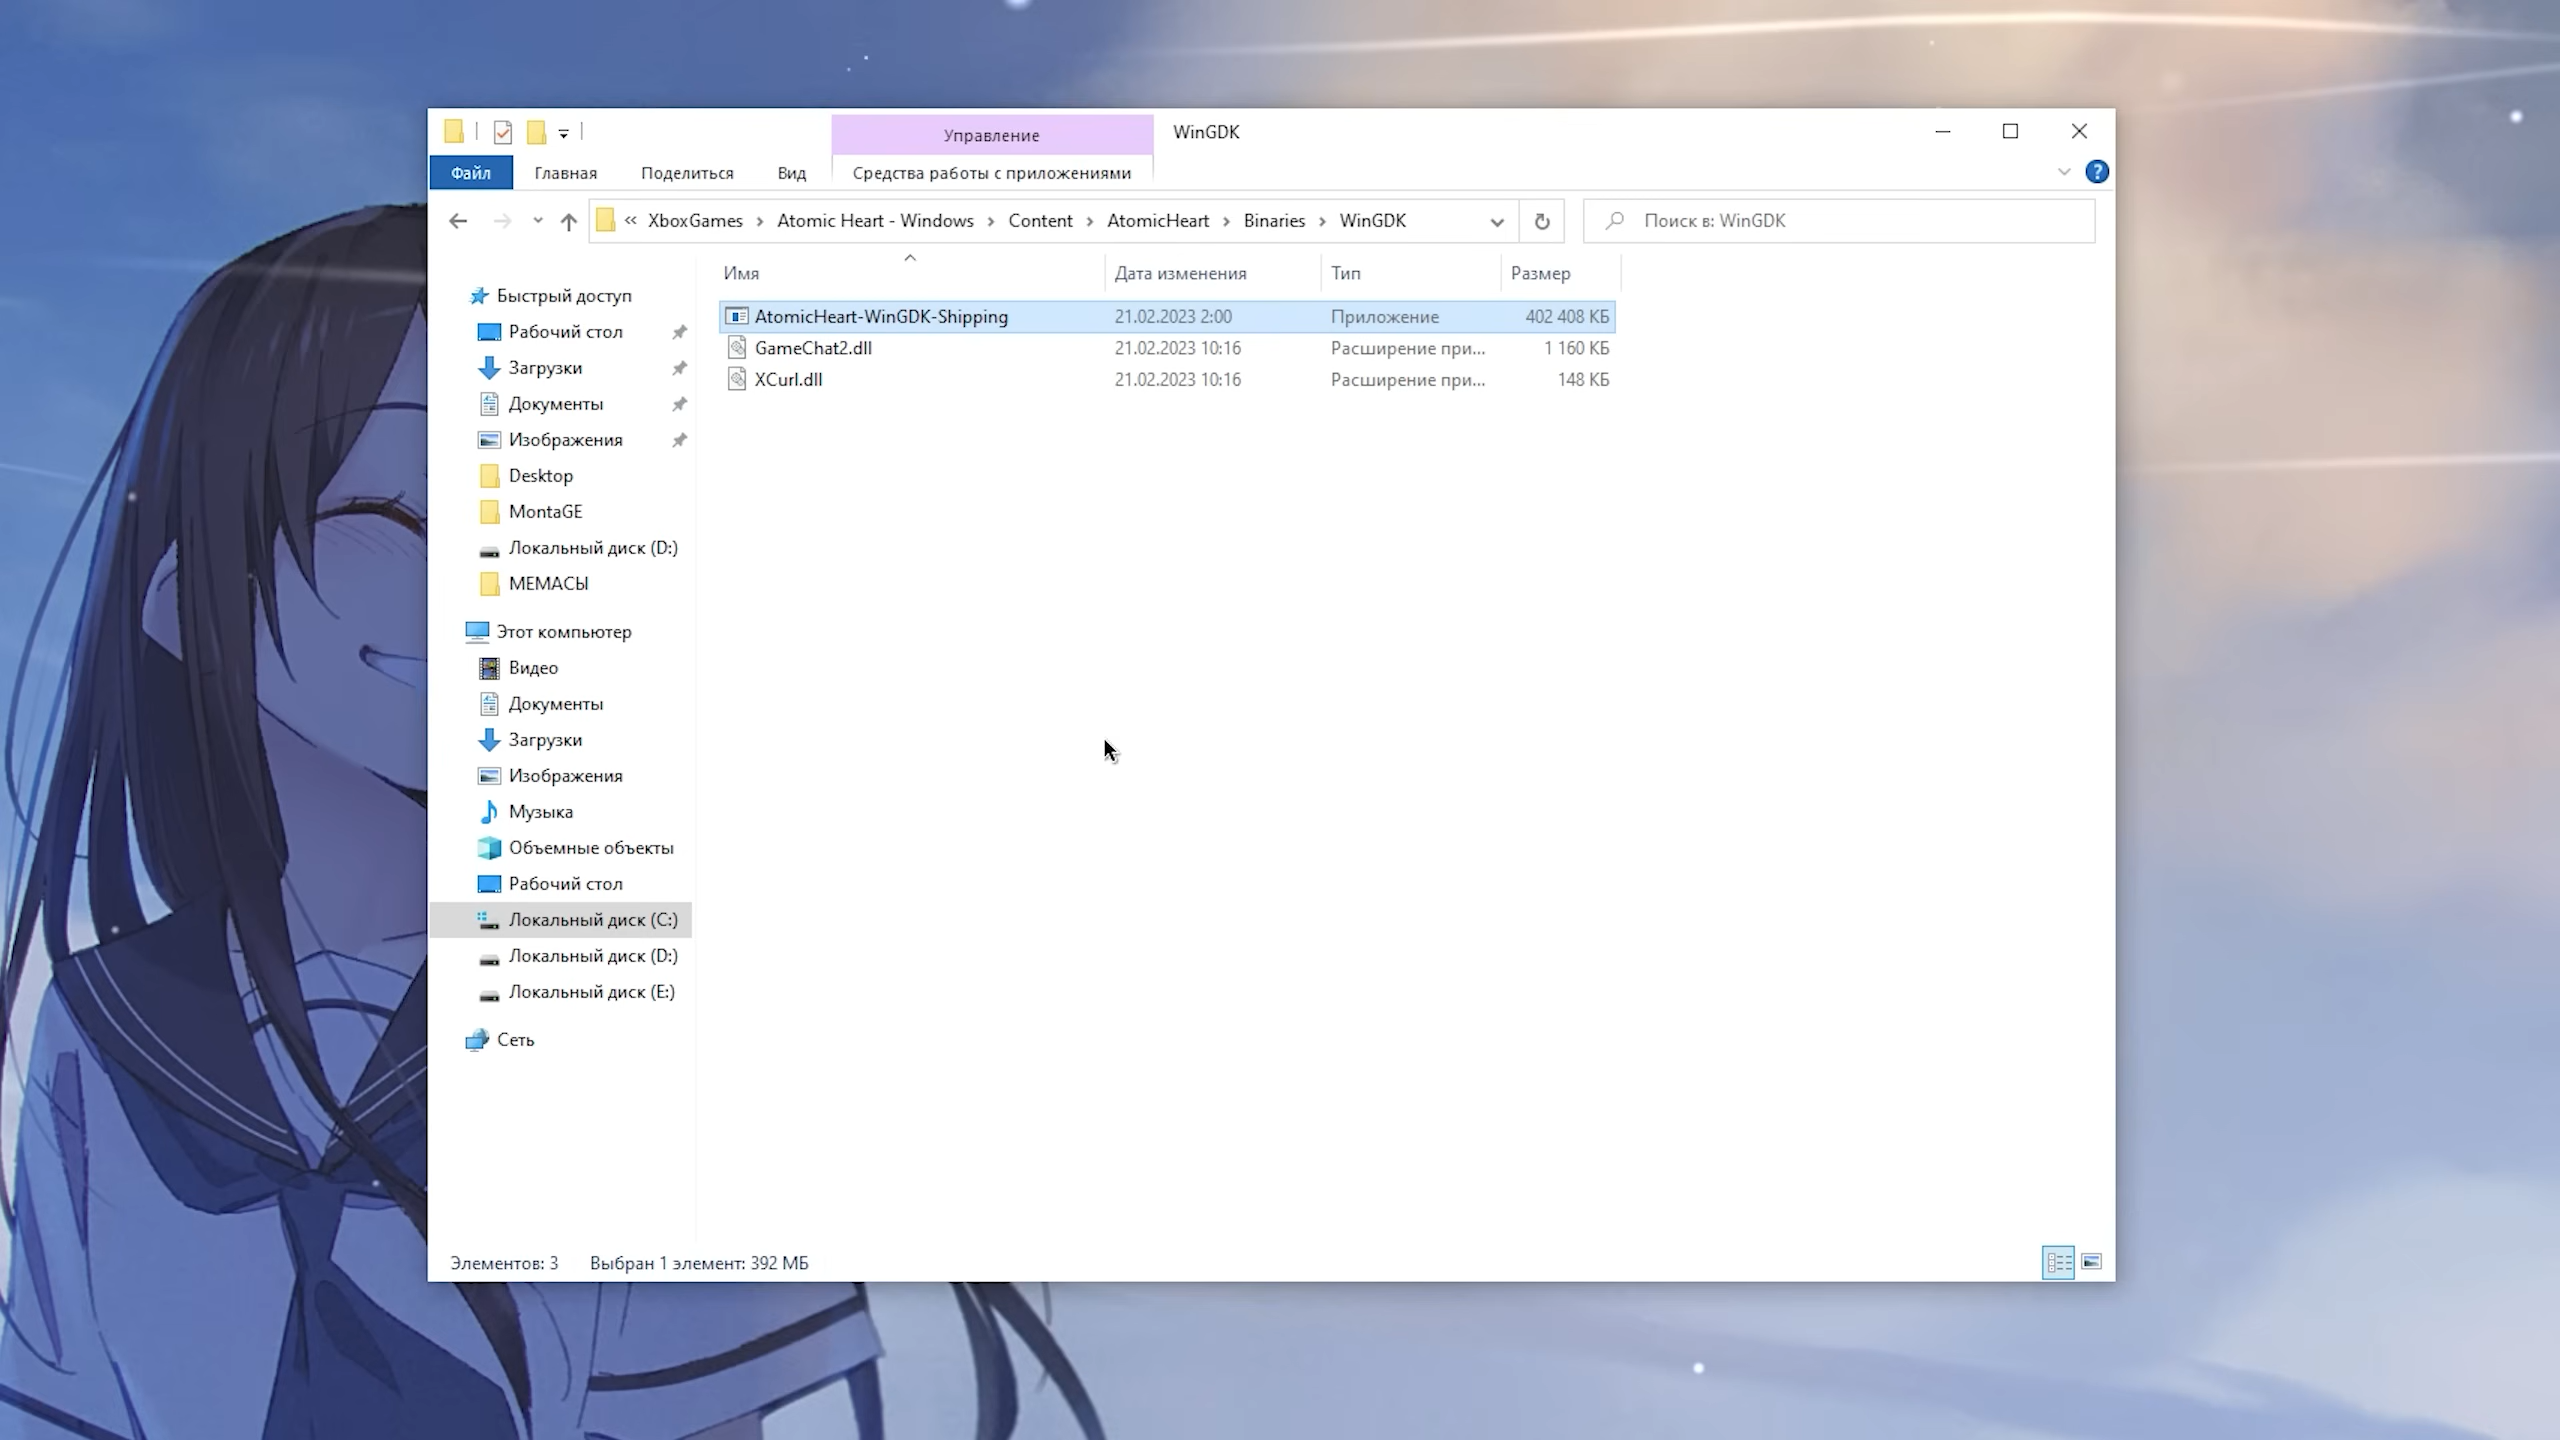 Управление
WinGDK
Файл
Главная
Поделиться
Вид
Средства работы с приложениями
« XboxGames › Atomic Heart - Windows › Content › AtomicHeart › Binaries › WinGDK
Поиск в: WinGDK
Имя Дата изменения Тип Размер
AtomicHeart-WinGDK-Shipping 21.02.2023 2:00 Приложение 402 408 КБ
GameChat2.dll 21.02.2023 10:16 Расширение при... 1 160 КБ
XCurl.dll 21.02.2023 10:16 Расширение при... 148 КБ
Быстрый доступ
Рабочий стол
Загрузки
Документы
Изображения
Desktop
MontaGE
Локальный диск (D:)
МЕМАСЫ
Этот компьютер
Видео
Документы
Загрузки
Изображения
Музыка
Объемные объекты
Рабочий стол
Локальный диск (C:)
Локальный диск (D:)
Локальный диск (E:)
Сеть
Элементов: 3 Выбран 1 элемент: 392 МБ